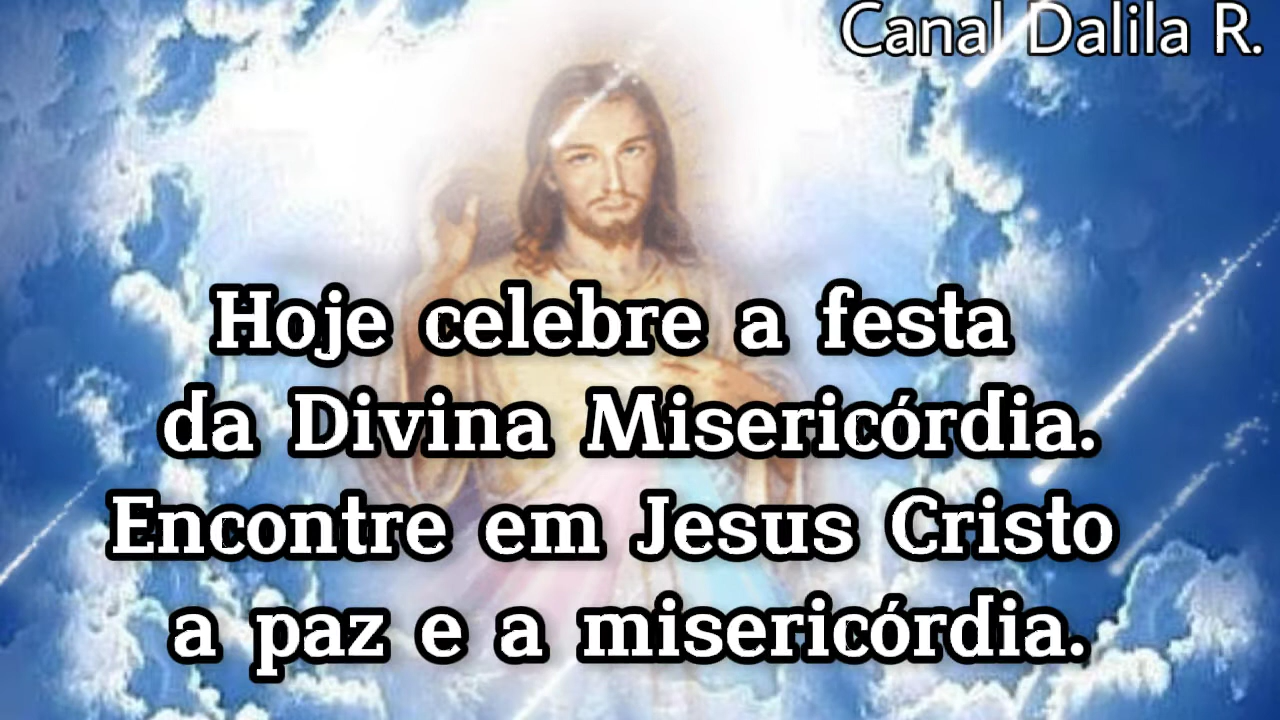 Canal Dalila R.
Hoje celebre a festa
da Divina Misericórdia.
Encontre em Jesus Cristo
a paz e a misericórdia.